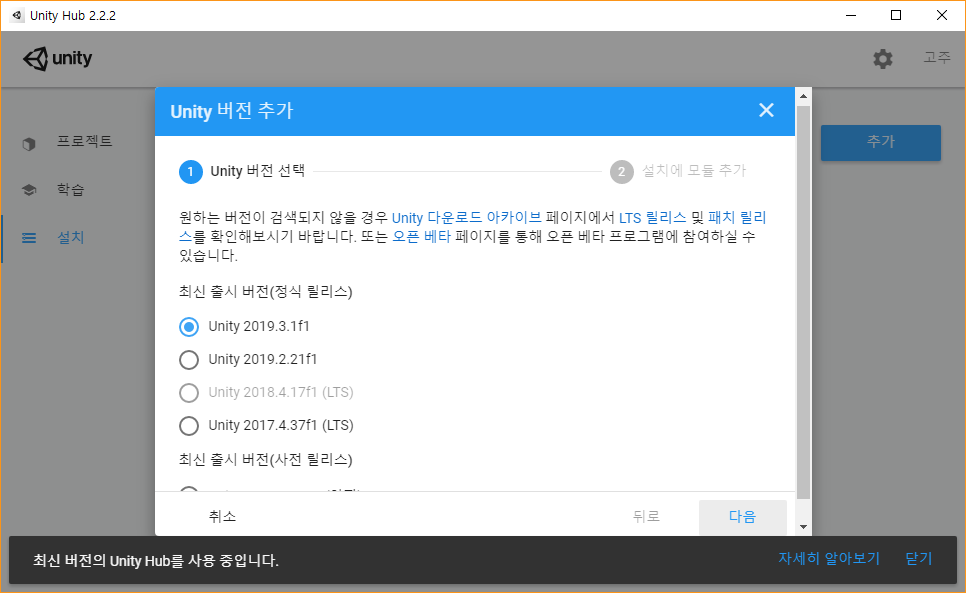 Unity Hub 2.2.2
unity
고주
프로젝트
학습
설치
추가
Unity 버전 추가
1 Unity 버전 선택
2 설치에 모듈 추가
원하는 버전이 검색되지 않을 경우 Unity 다운로드 아카이브 페이지에서 LTS 릴리스 및 패치 릴리
스를 확인해보시기 바랍니다. 또는 오픈 베타 페이지를 통해 오픈 베타 프로그램에 참여하실 수
있습니다.
최신 출시 버전(정식 릴리스)
Unity 2019.3.1f1
Unity 2019.2.21f1
Unity 2018.4.17f1 (LTS)
Unity 2017.4.37f1 (LTS)
최신 출시 버전(사전 릴리스)
취소
뒤로
다음
최신 버전의 Unity Hub를 사용 중입니다.
자세히 알아보기
닫기